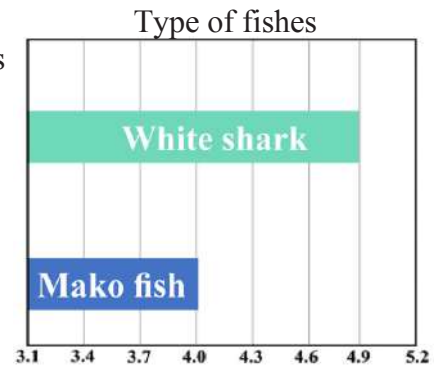 Type of fishes
s
White shark
Mako fish
3.1 3.4 3.7 4.0 4.3 4.6 4.9 5.2